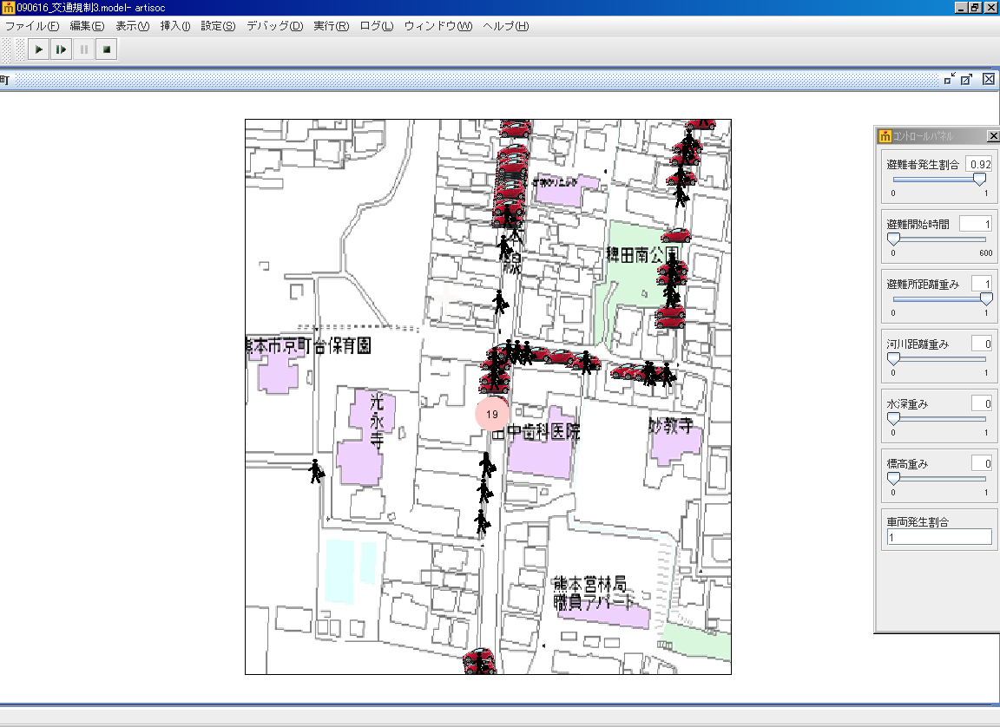 090616_交通規制3.model- artisoc
ファイル(F) 編集(E) 表示(V) 挿入(I) 設定(S) デバッグ(D) 実行(R) ログ(L) ウィンドウ(W) ヘルプ(H)
町
コントロールパネル
避難者発生割合 0.92
0 1
避難開始時間 1
0 600
避難所距離重み 1
0 1
河川距離重み 0
0 1
水深重み 0
0 1
標高重み 0
0 1
車両発生割合
1
稗田南公園
線
熊本市京町台保育園
光永寺
19
田中歯科医院
妙教寺
熊本営林局
職員アパート